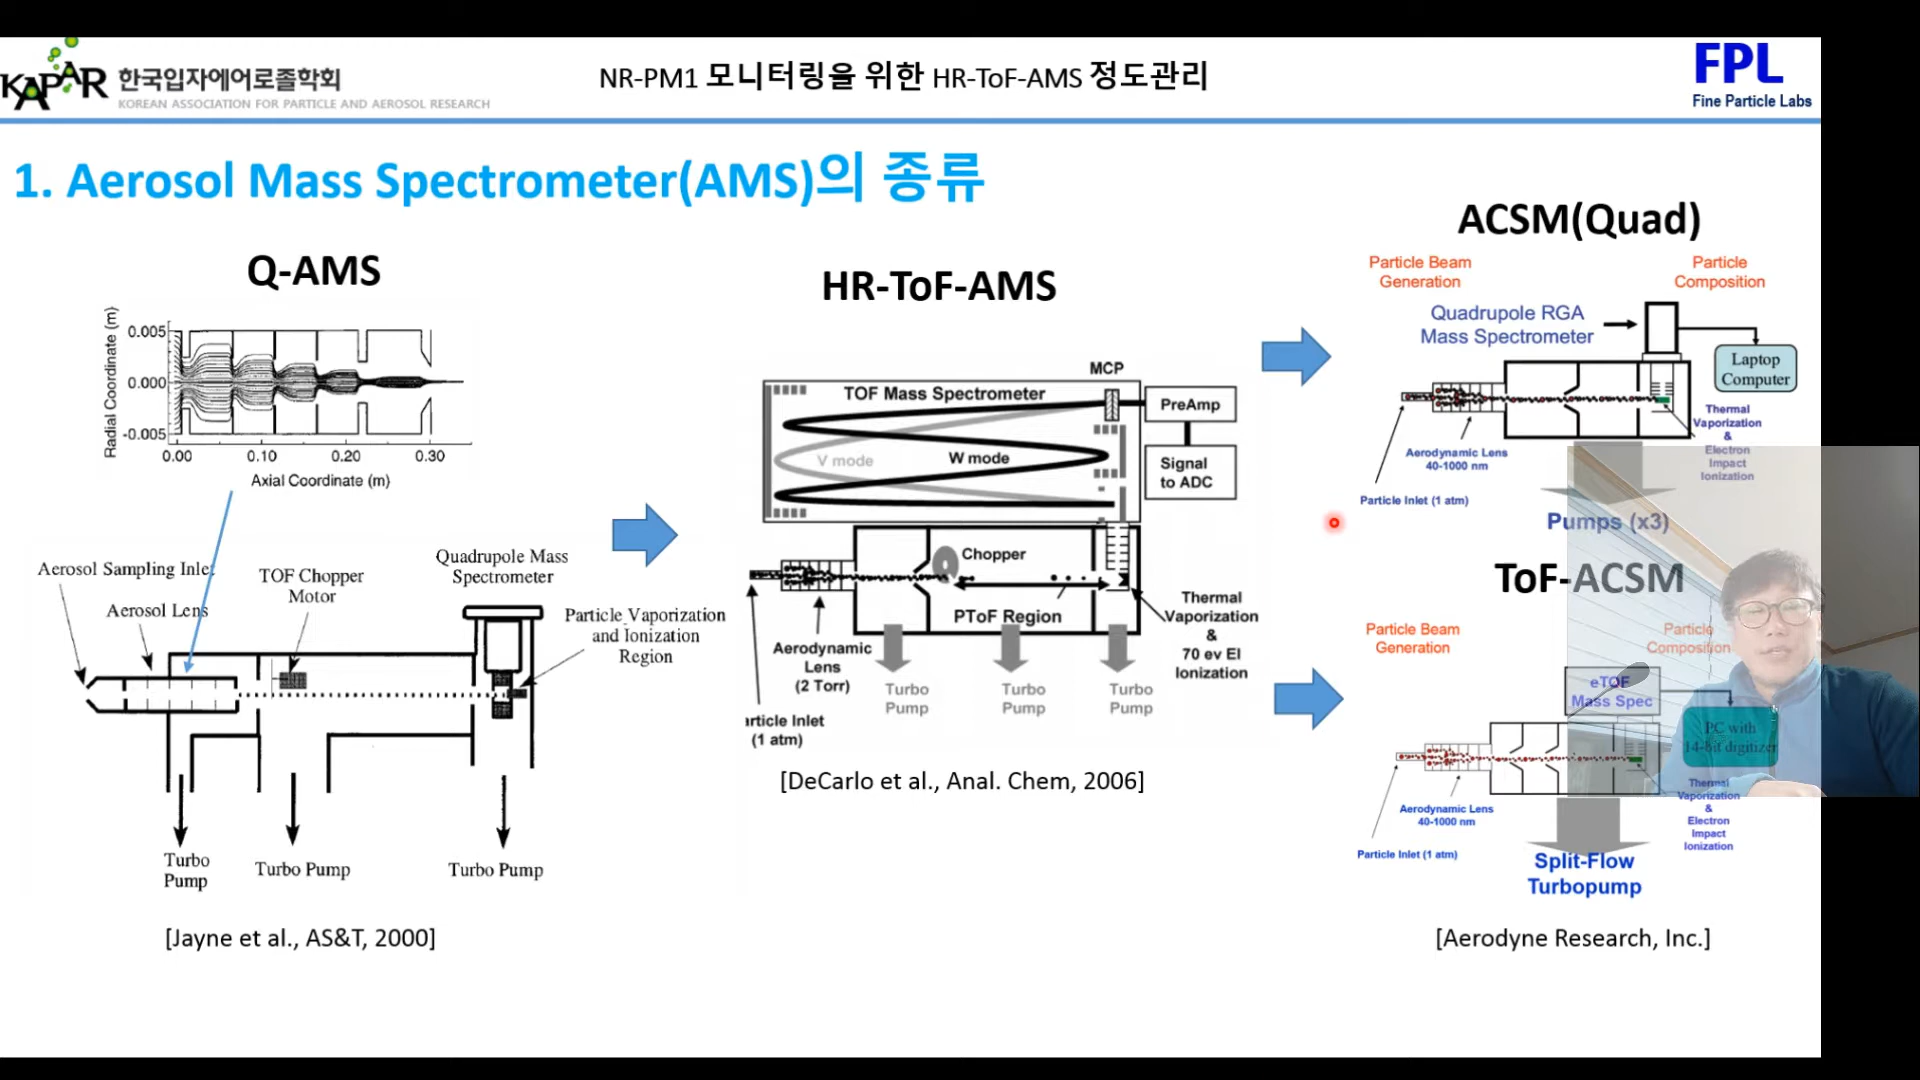 KAPAR 한국입자에어로졸학회
KOREAN ASSOCIATION FOR PARTICLE AND AEROSOL RESEARCH
NR-PM1 모니터링을 위한 HR-ToF-AMS 정도관리
FPL
Fine Particle Labs
1. Aerosol Mass Spectrometer(AMS)의 종류
Q-AMS
Radial Coordinate (m)
0.005
0.000
-0.005
0.00 0.10 0.20 0.30
Axial Coordinate (m)
Aerosol Sampling Inlet
Aerosol Lens
TOF Chopper
Motor
Quadrupole Mass
Spectrometer
Particle Vaporization
and Ionization
Region
Turbo
Pump
Turbo Pump
Turbo Pump
[Jayne et al., AS&T, 2000]
HR-ToF-AMS
MCP
TOF Mass Spectrometer
V mode
W mode
PreAmp
Signal
to ADC
Chopper
PToF Region
Aerodynamic
Lens
(2 Torr)
Thermal
Vaporization
&
70 ev EI
Ionization
Turbo
Pump
Turbo
Pump
Turbo
Pump
article Inlet
(1 atm)
[DeCarlo et al., Anal. Chem, 2006]
ACSM(Quad)
Particle Beam
Generation
Particle
Composition
Quadrupole RGA
Mass Spectrometer
Laptop
Computer
Thermal
Vaporization
&
Electron
Impact
Ionization
Aerodynamic Lens
40-1000 nm
Particle Inlet (1 atm)
Pumps (x3)
ToF-ACSM
Particle Beam
Generation
Particle
Composition
eTOF
Mass Spec
PC with
14-bit digitizer
Thermal
Vaporization
&
Electron
Impact
Ionization
Aerodynamic Lens
40-1000 nm
Particle Inlet (1 atm)
Split-Flow
Turbopump
[Aerodyne Research, Inc.]